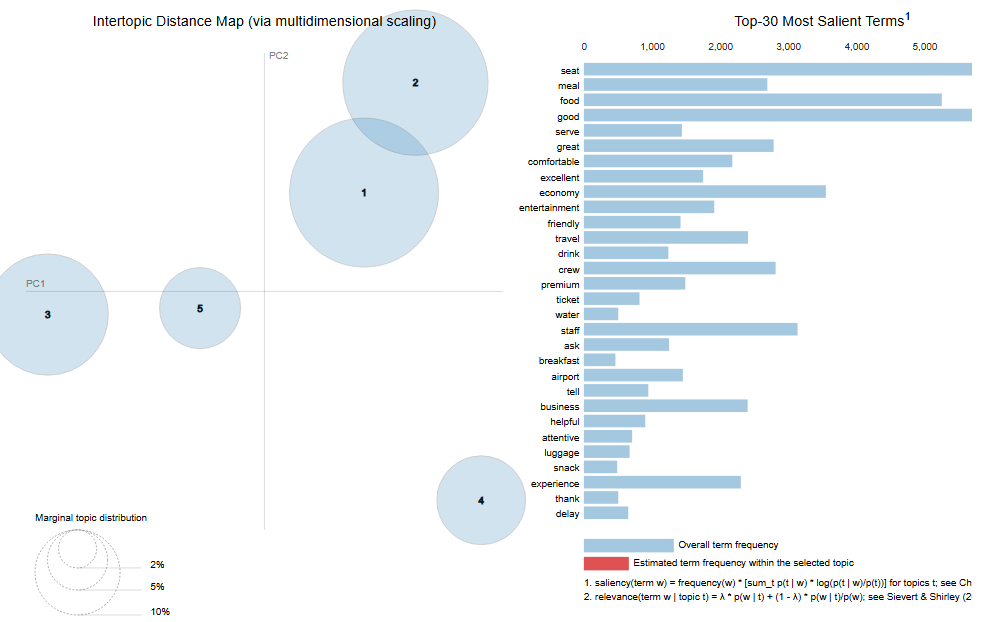 Intertopic Distance Map (via multidimensional scaling)
PC2
PC1
2
1
3
5
4
Marginal topic distribution
2%
5%
10%
Top-30 Most Salient Terms1
0 1,000 2,000 3,000 4,000 5,000
seat
meal
food
good
serve
great
comfortable
excellent
economy
entertainment
friendly
travel
drink
crew
premium
ticket
water
staff
ask
breakfast
airport
tell
business
helpful
attentive
luggage
snack
experience
thank
delay
Overall term frequency
Estimated term frequency within the selected topic
1. saliency(term w) = frequency(w) * [sum_t p(t | w) * log(p(t | w)/p(t))] for topics t; see Ch
2. relevance(term w | topic t) = λ * p(w | t) + (1 - λ) * p(w | t)/p(w); see Sievert & Shirley (2